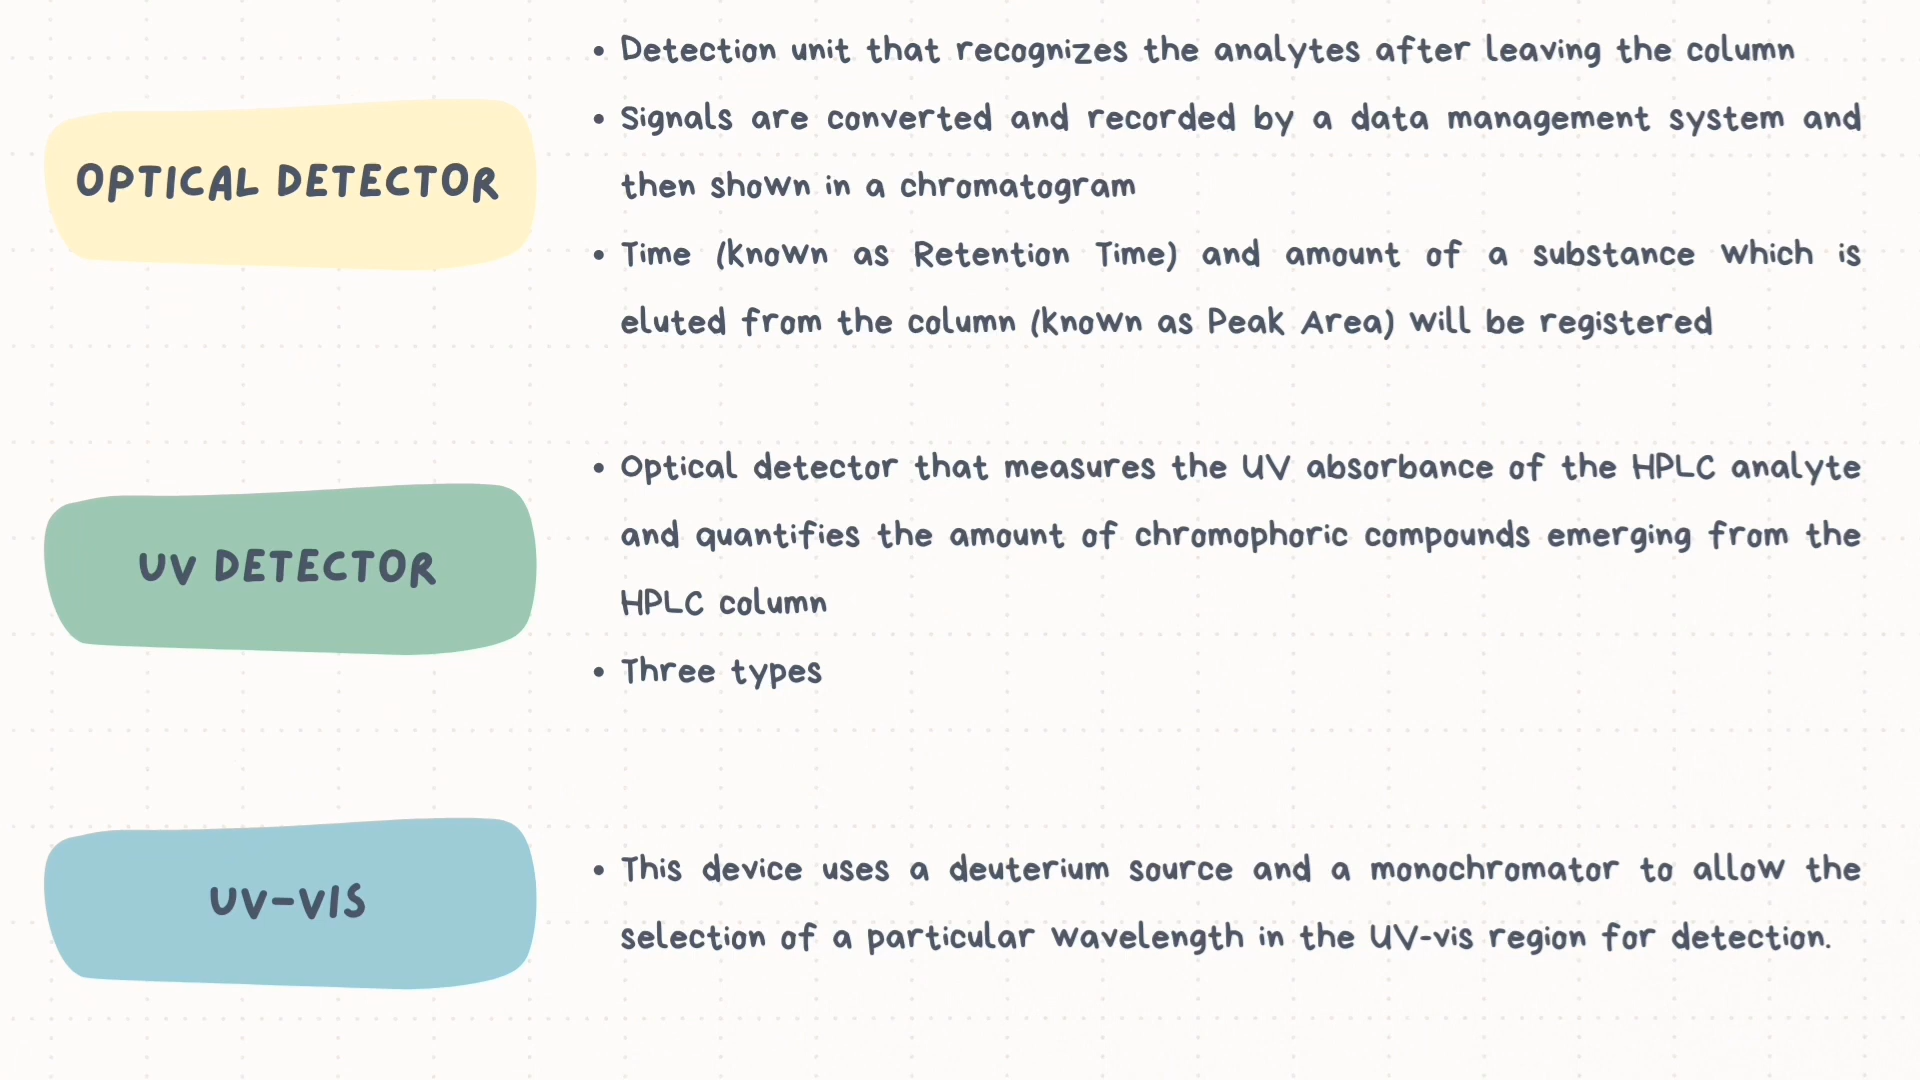 OPTICAL DETECTOR
• Detection unit that recognizes the analytes after leaving the column
• Signals are converted and recorded by a data management system and
then shown in a chromatogram
• Time (known as Retention Time) and amount of a substance which is
eluted from the column (known as Peak Area) will be registered
UV DETECTOR
• Optical detector that measures the UV absorbance of the HPLC analyte
and quantifies the amount of chromophoric compounds emerging from the
HPLC column
• Three types
UV-VIS
• This device uses a deuterium source and a monochromator to allow the
selection of a particular wavelength in the UV-vis region for detection.